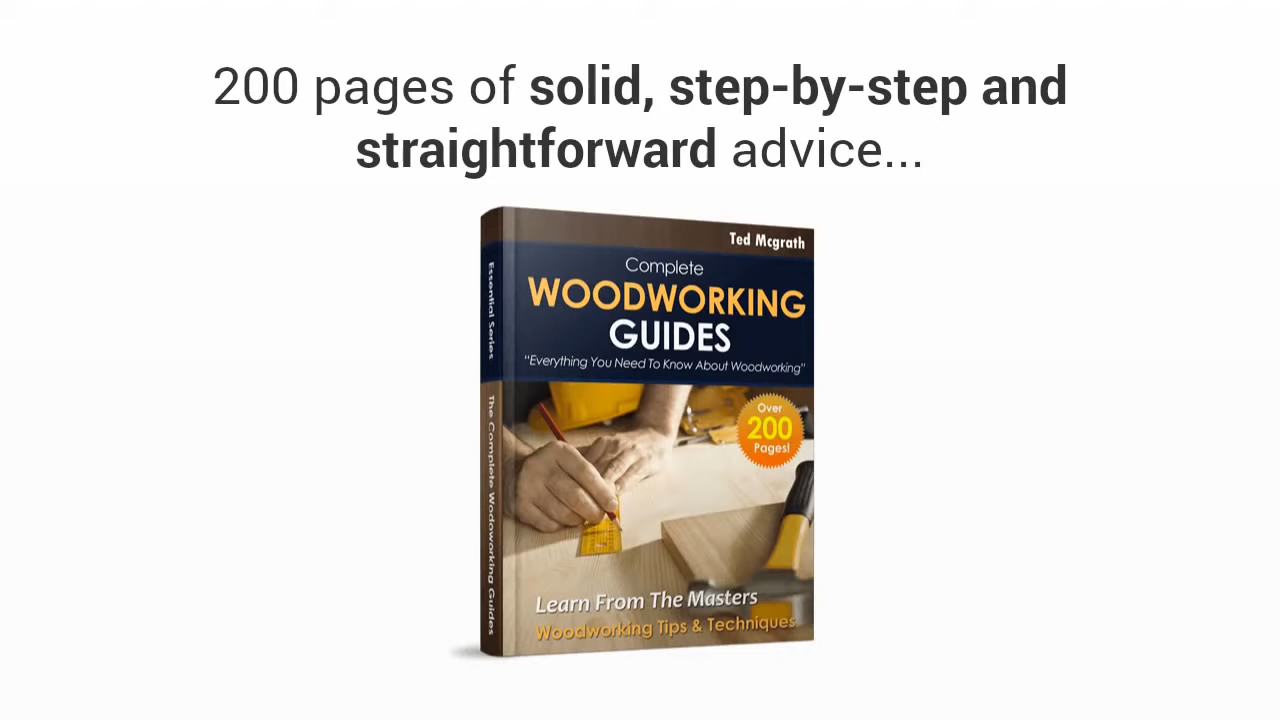 200 pages of solid, step-by-step and
straightforward advice...
Ted Mcgrath
Complete
WOODWORKING
GUIDES
"Everything You Need To Know About Woodworking"
Over
200
Pages!
Learn From The Masters
Woodworking Tips & Techniques
Essential Series
The Complete Wodoworking Guides